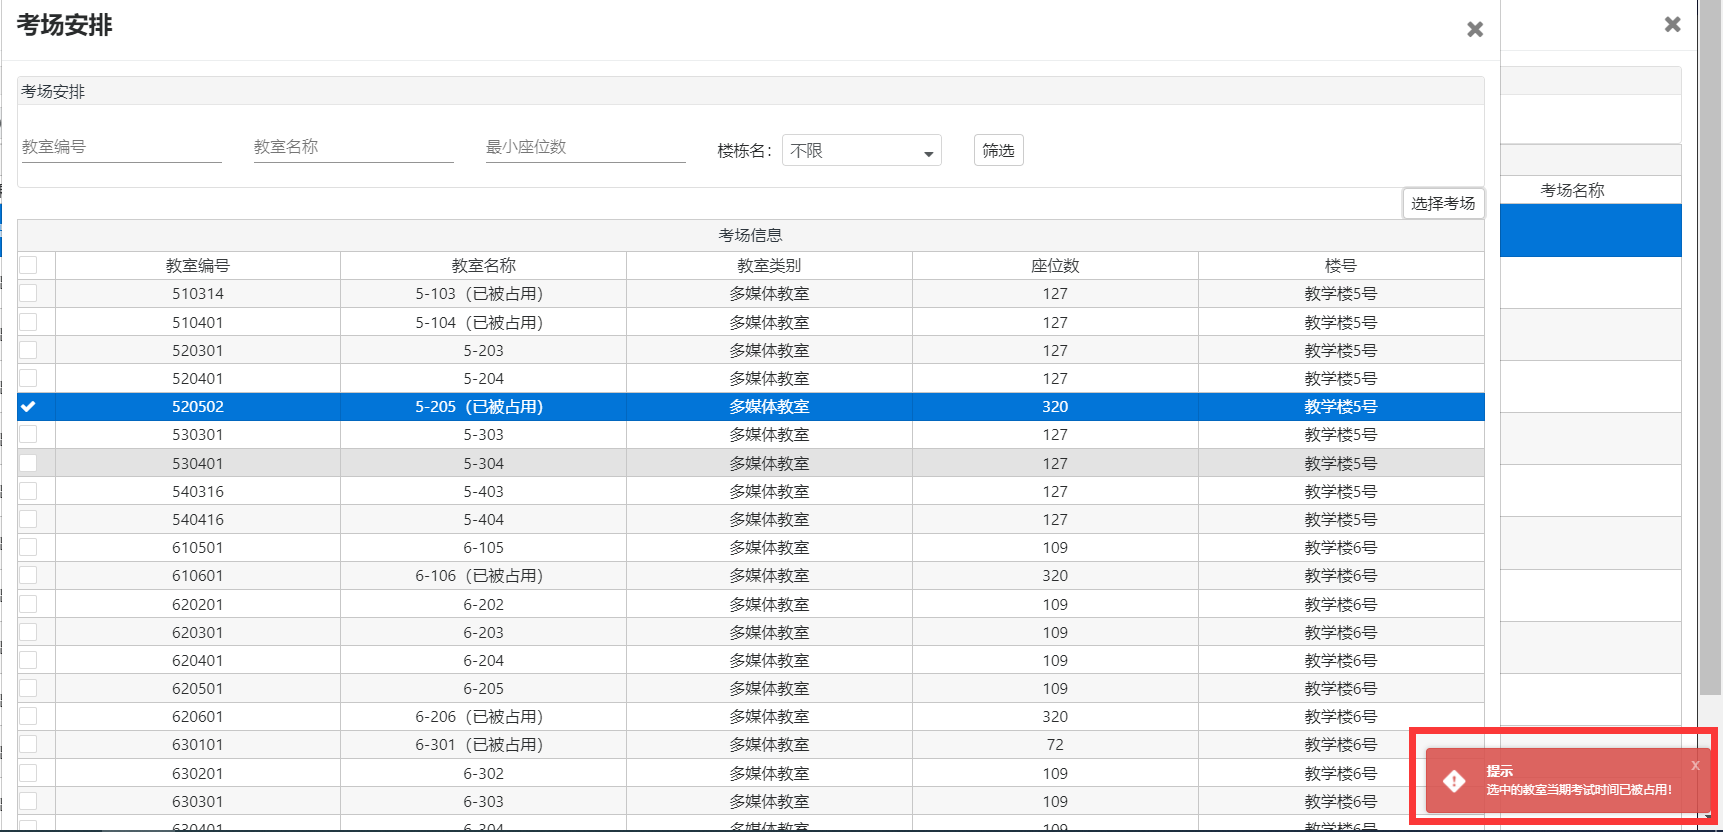 考场安排
考场安排
教室编号 教室名称 最小座位数 楼栋名: 不限 筛选
选择考场
考场名称
考场信息
教室编号 教室名称 教室类别 座位数 楼号
510314 5-103（已被占用） 多媒体教室 127 教学楼5号
510401 5-104（已被占用） 多媒体教室 127 教学楼5号
520301 5-203 多媒体教室 127 教学楼5号
520401 5-204 多媒体教室 127 教学楼5号
520502 5-205（已被占用） 多媒体教室 320 教学楼5号
530301 5-303 多媒体教室 127 教学楼5号
530401 5-304 多媒体教室 127 教学楼5号
540316 5-403 多媒体教室 127 教学楼5号
540416 5-404 多媒体教室 127 教学楼5号
610501 6-105 多媒体教室 109 教学楼6号
610601 6-106（已被占用） 多媒体教室 320 教学楼6号
620201 6-202 多媒体教室 109 教学楼6号
620301 6-203 多媒体教室 109 教学楼6号
620401 6-204 多媒体教室 109 教学楼6号
620501 6-205 多媒体教室 109 教学楼6号
620601 6-206（已被占用） 多媒体教室 320 教学楼6号
630101 6-301（已被占用） 多媒体教室 72 教学楼6号
630201 6-302 多媒体教室 109 教学楼6号
630301 6-303 多媒体教室 109 教学楼6号
630401 6-304 多媒体教室 109 教学楼6号
提示
x
选中的教室当期考试时间已被占用!